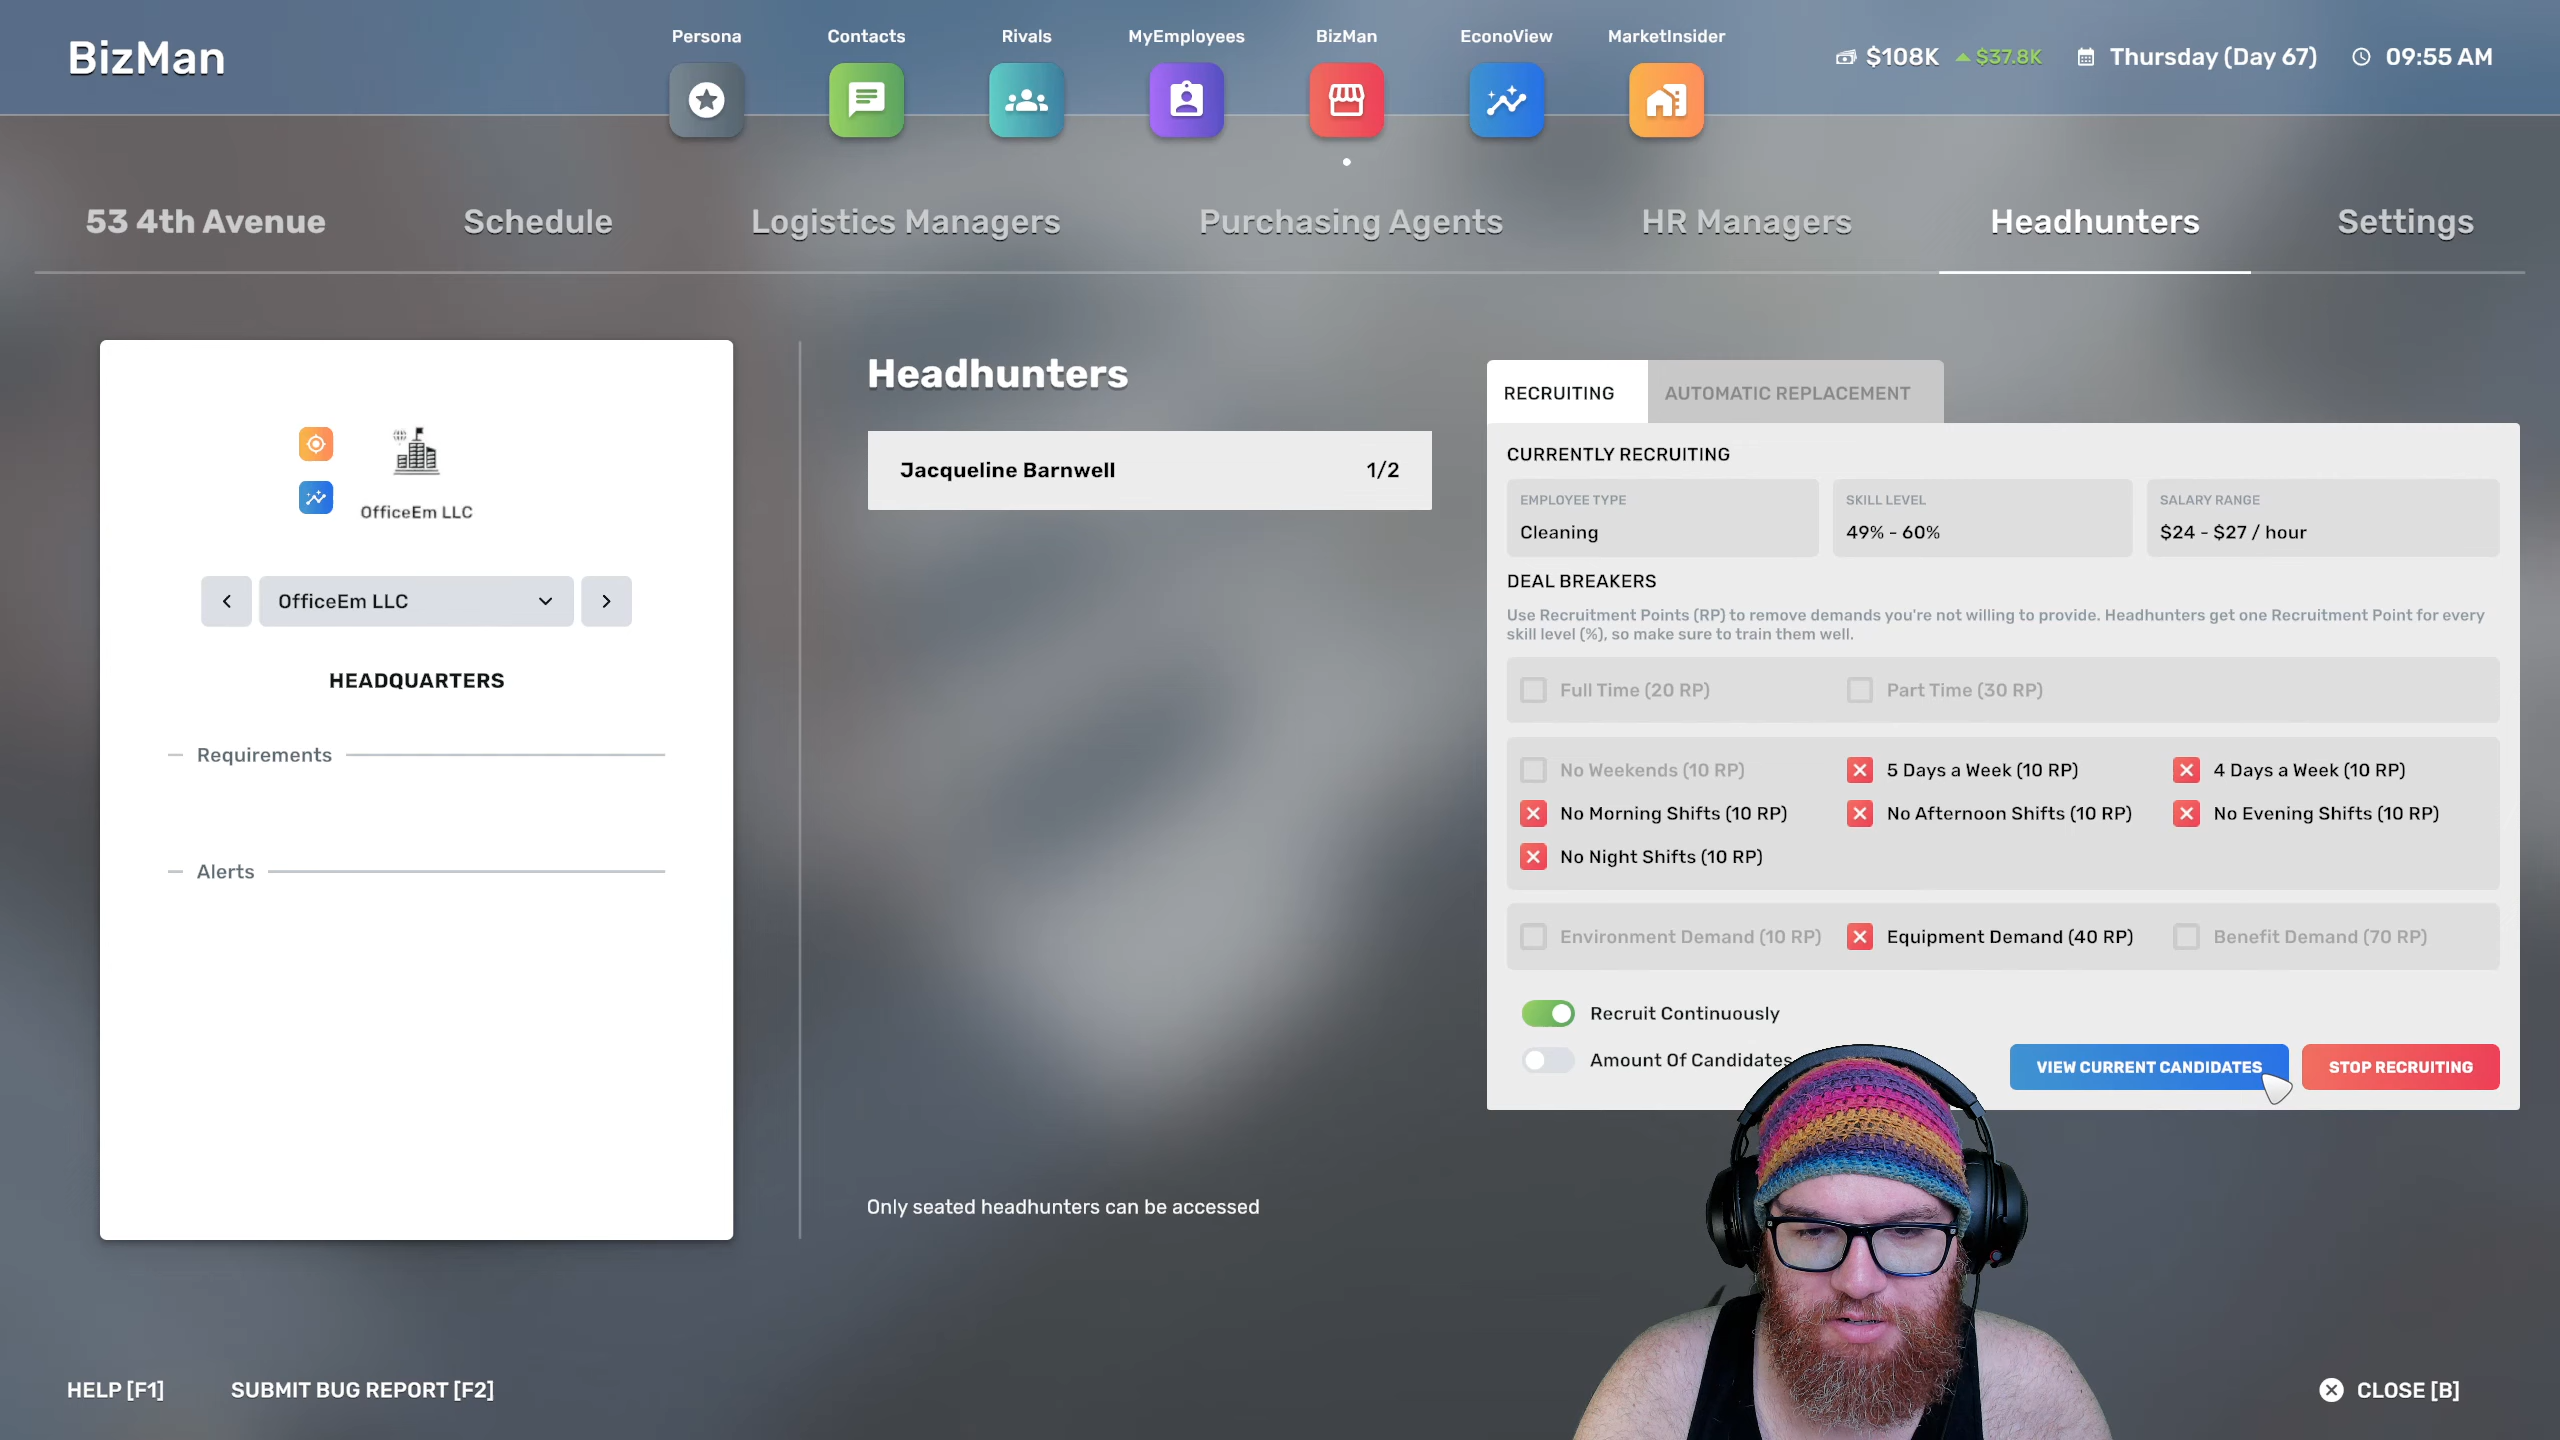 BizMan
Persona
Contacts
Rivals
MyEmployees
BizMan
EconoView
MarketInsider
$108K
$37.8K
Thursday (Day 67)
09:55 AM
53 4th Avenue
Schedule
Logistics Managers
Purchasing Agents
HR Managers
Headhunters
Settings
OfficeEm LLC
OfficeEm LLC
HEADQUARTERS
Requirements
Alerts
Headhunters
Jacqueline Barnwell 1/2
Only seated headhunters can be accessed
RECRUITING
AUTOMATIC REPLACEMENT
CURRENTLY RECRUITING
EMPLOYEE TYPE
Cleaning
SKILL LEVEL
49% - 60%
SALARY RANGE
$24 - $27 / hour
DEAL BREAKERS
Use Recruitment Points (RP) to remove demands you're not willing to provide. Headhunters get one Recruitment Point for every
skill level (%), so make sure to train them well.
Full Time (20 RP)
Part Time (30 RP)
No Weekends (10 RP)
5 Days a Week (10 RP)
4 Days a Week (10 RP)
No Morning Shifts (10 RP)
No Afternoon Shifts (10 RP)
No Evening Shifts (10 RP)
No Night Shifts (10 RP)
Environment Demand (10 RP)
Equipment Demand (40 RP)
Benefit Demand (70 RP)
Recruit Continuously
Amount Of Candidates
VIEW CURRENT CANDIDATES
STOP RECRUITING
HELP [F1]
SUBMIT BUG REPORT [F2]
CLOSE [B]